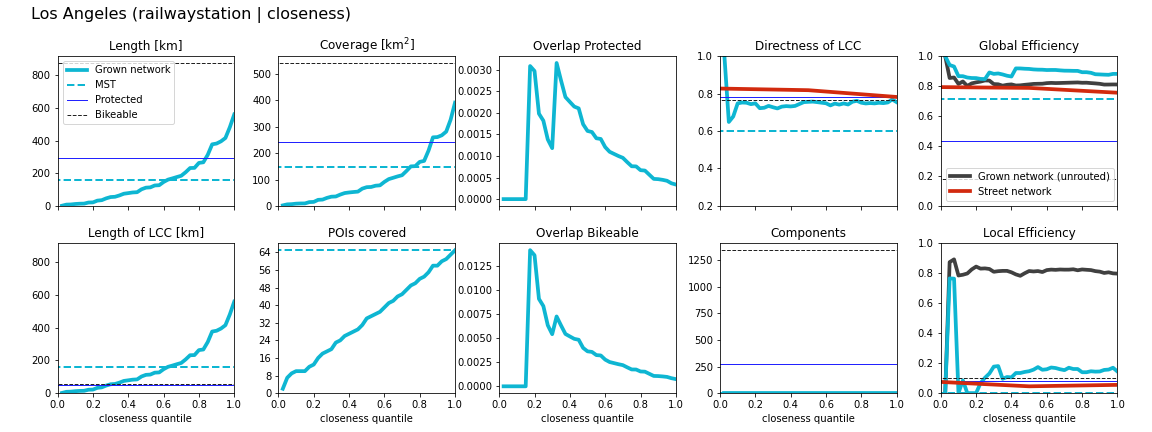 Los Angeles (railwaystation | closeness)
Length [km]
Coverage [km²]
Overlap Protected
Directness of LCC
Global Efficiency
Grown network
MST
Protected
Bikeable
800
600
400
200
0
500
400
300
200
100
0
0.0030
0.0025
0.0020
0.0015
0.0010
0.0005
0.0000
1.0
0.8
0.6
0.4
0.2
1.0
0.8
0.6
0.4
0.2
0.0
Grown network (unrouted)
Street network
Length of LCC [km]
POIs covered
Overlap Bikeable
Components
Local Efficiency
800
600
400
200
0
64
56
48
40
32
24
16
8
0.0125
0.0100
0.0075
0.0050
0.0025
0.0000
1250
1000
750
500
250
0
1.0
0.8
0.6
0.4
0.2
0.0
0.0 0.2 0.4 0.6 0.8 1.0
0.0 0.2 0.4 0.6 0.8 1.0
0.0 0.2 0.4 0.6 0.8 1.0
0.0 0.2 0.4 0.6 0.8 1.0
0.0 0.2 0.4 0.6 0.8 1.0
closeness quantile
closeness quantile
closeness quantile
closeness quantile
closeness quantile